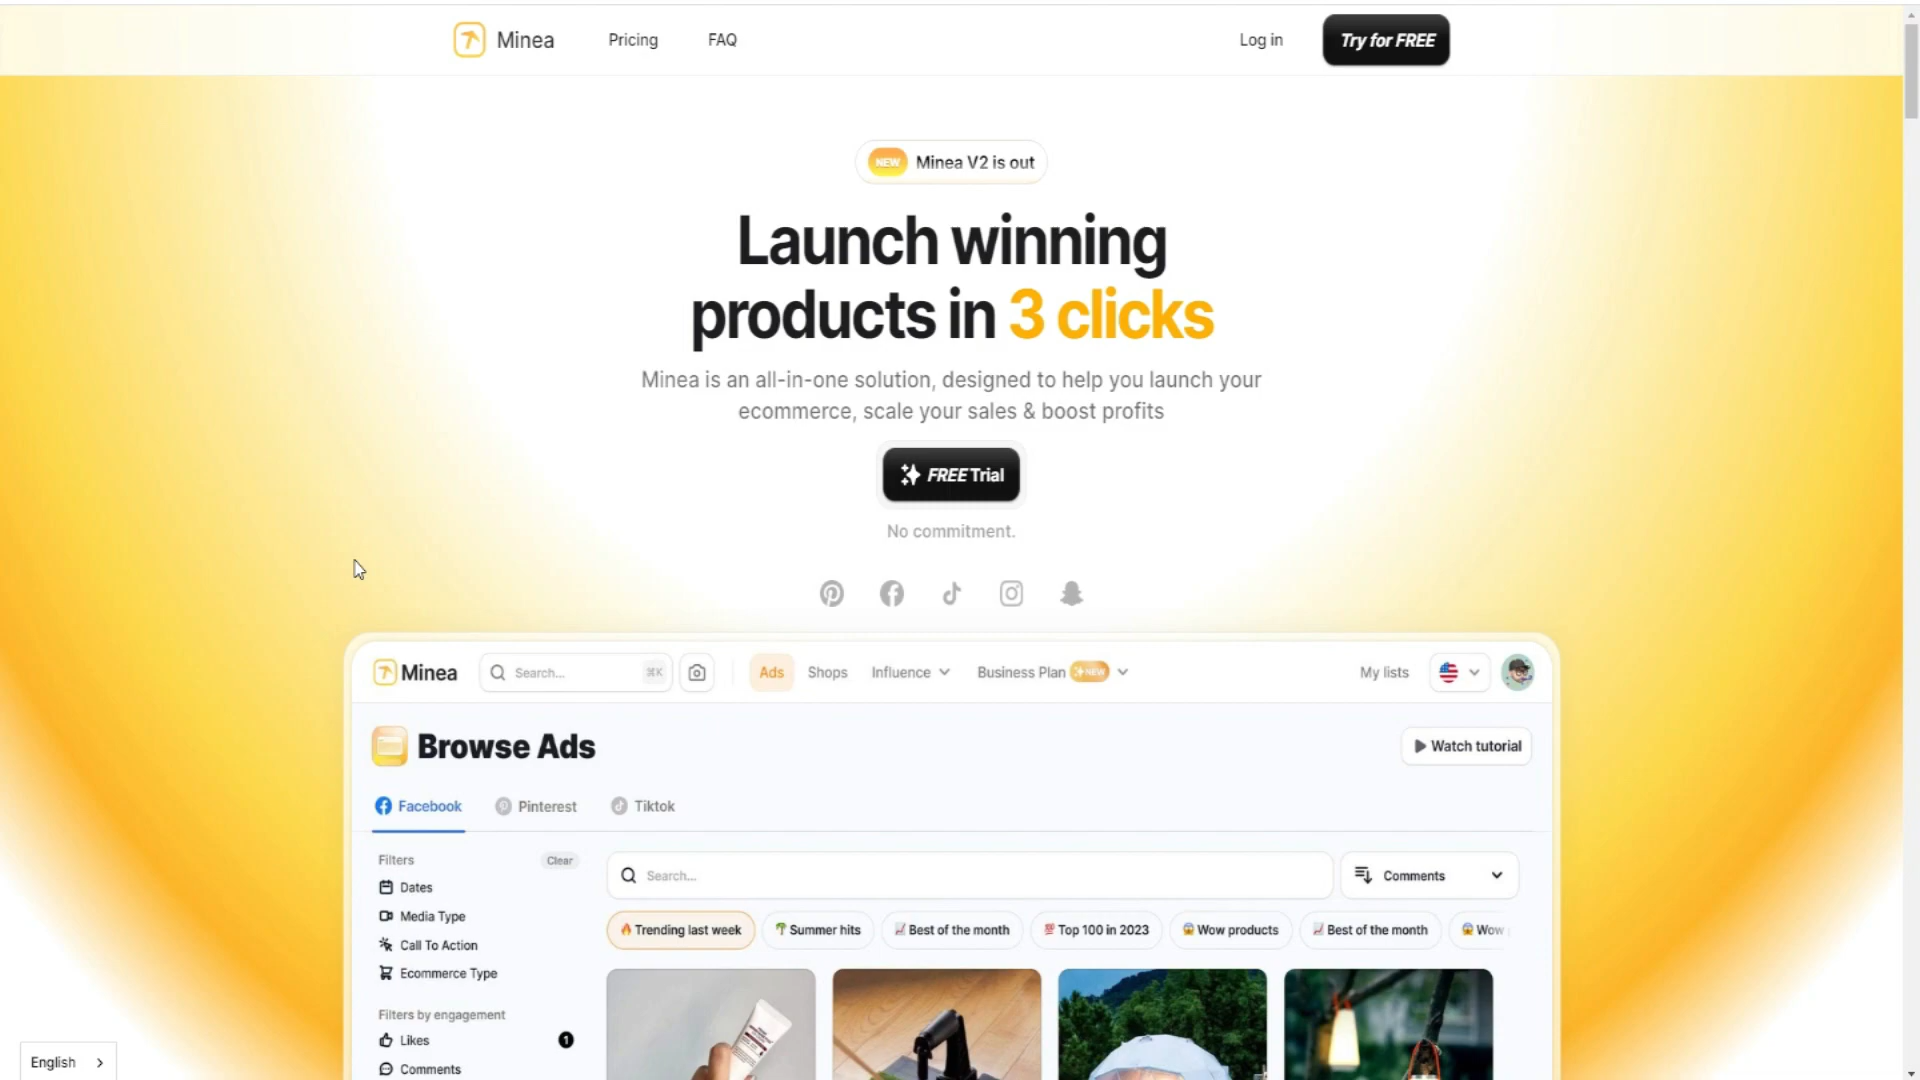 Minea
Pricing
FAQ
Log in
Try for FREE
NEW Minea V2 is out
Launch winning
products in 3 clicks
Minea is an all-in-one solution, designed to help you launch your
ecommerce, scale your sales & boost profits
FREE Trial
No commitment.
Minea
Search...
⌘K
Ads
Shops
Influence
Business Plan NEW
My lists
Browse Ads
Watch tutorial
Facebook
Pinterest
Tiktok
Filters
Clear
Dates
Media Type
Call To Action
Ecommerce Type
Filters by engagement
Likes
1
Comments
Search...
Comments
Trending last week
Summer hits
Best of the month
Top 100 in 2023
Wow products
Best of the month
Wow
English